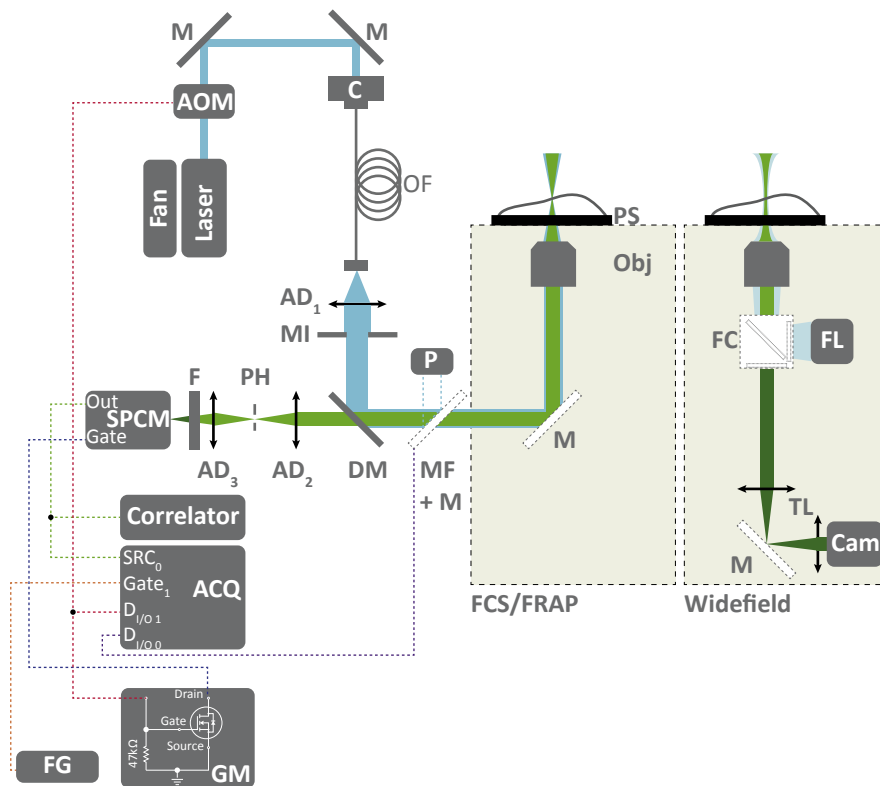 M
M
AOM
C
Fan
Laser
OF
PS
Obj
AD1
MI
FC
FL
P
F
PH
Out
SPCM
Gate
M
AD3
AD2
DM
MF
+ M
TL
Cam
M
Correlator
SRC0
Gate1
ACQ
DI/O 1
DI/O 0
FCS/FRAP
Widefield
Drain
Gate
Source
47kΩ
FG
GM